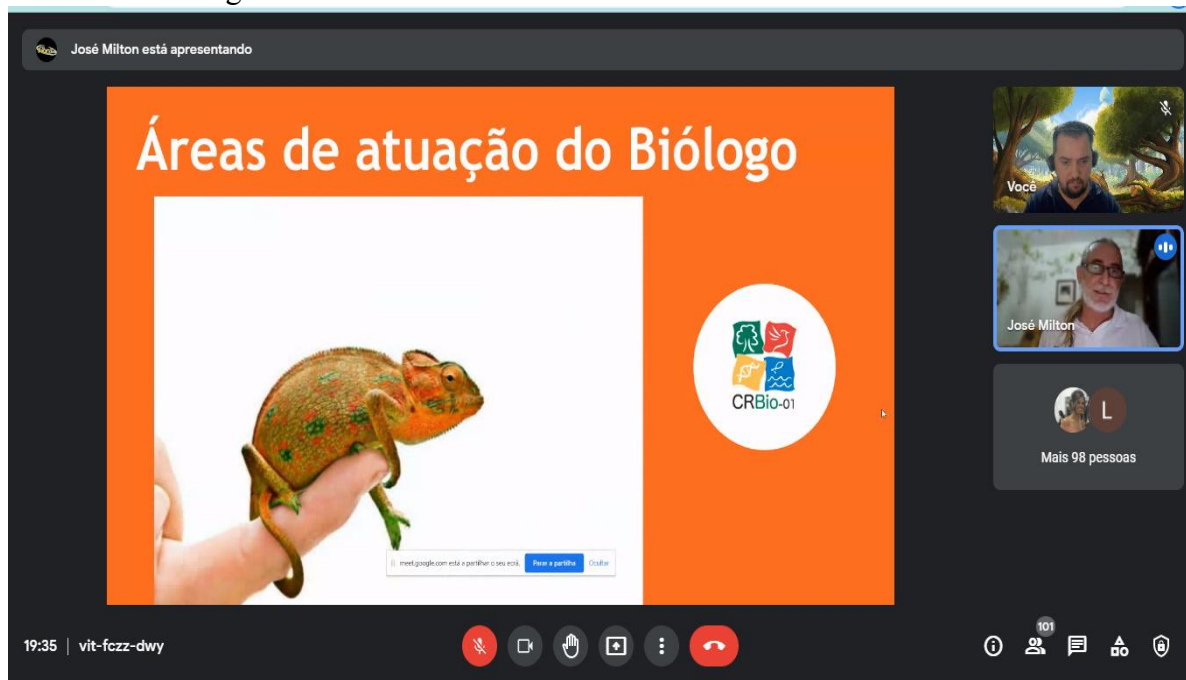 José Milton está apresentando
Áreas de atuação do Biólogo
CRBio-01
meet.google.com está a partilhar o seu ecrã.
Parar a partilha
Ocultar
Você
José Milton
L
Mais 98 pessoas
19:35 | vit-fczz-dwy
101